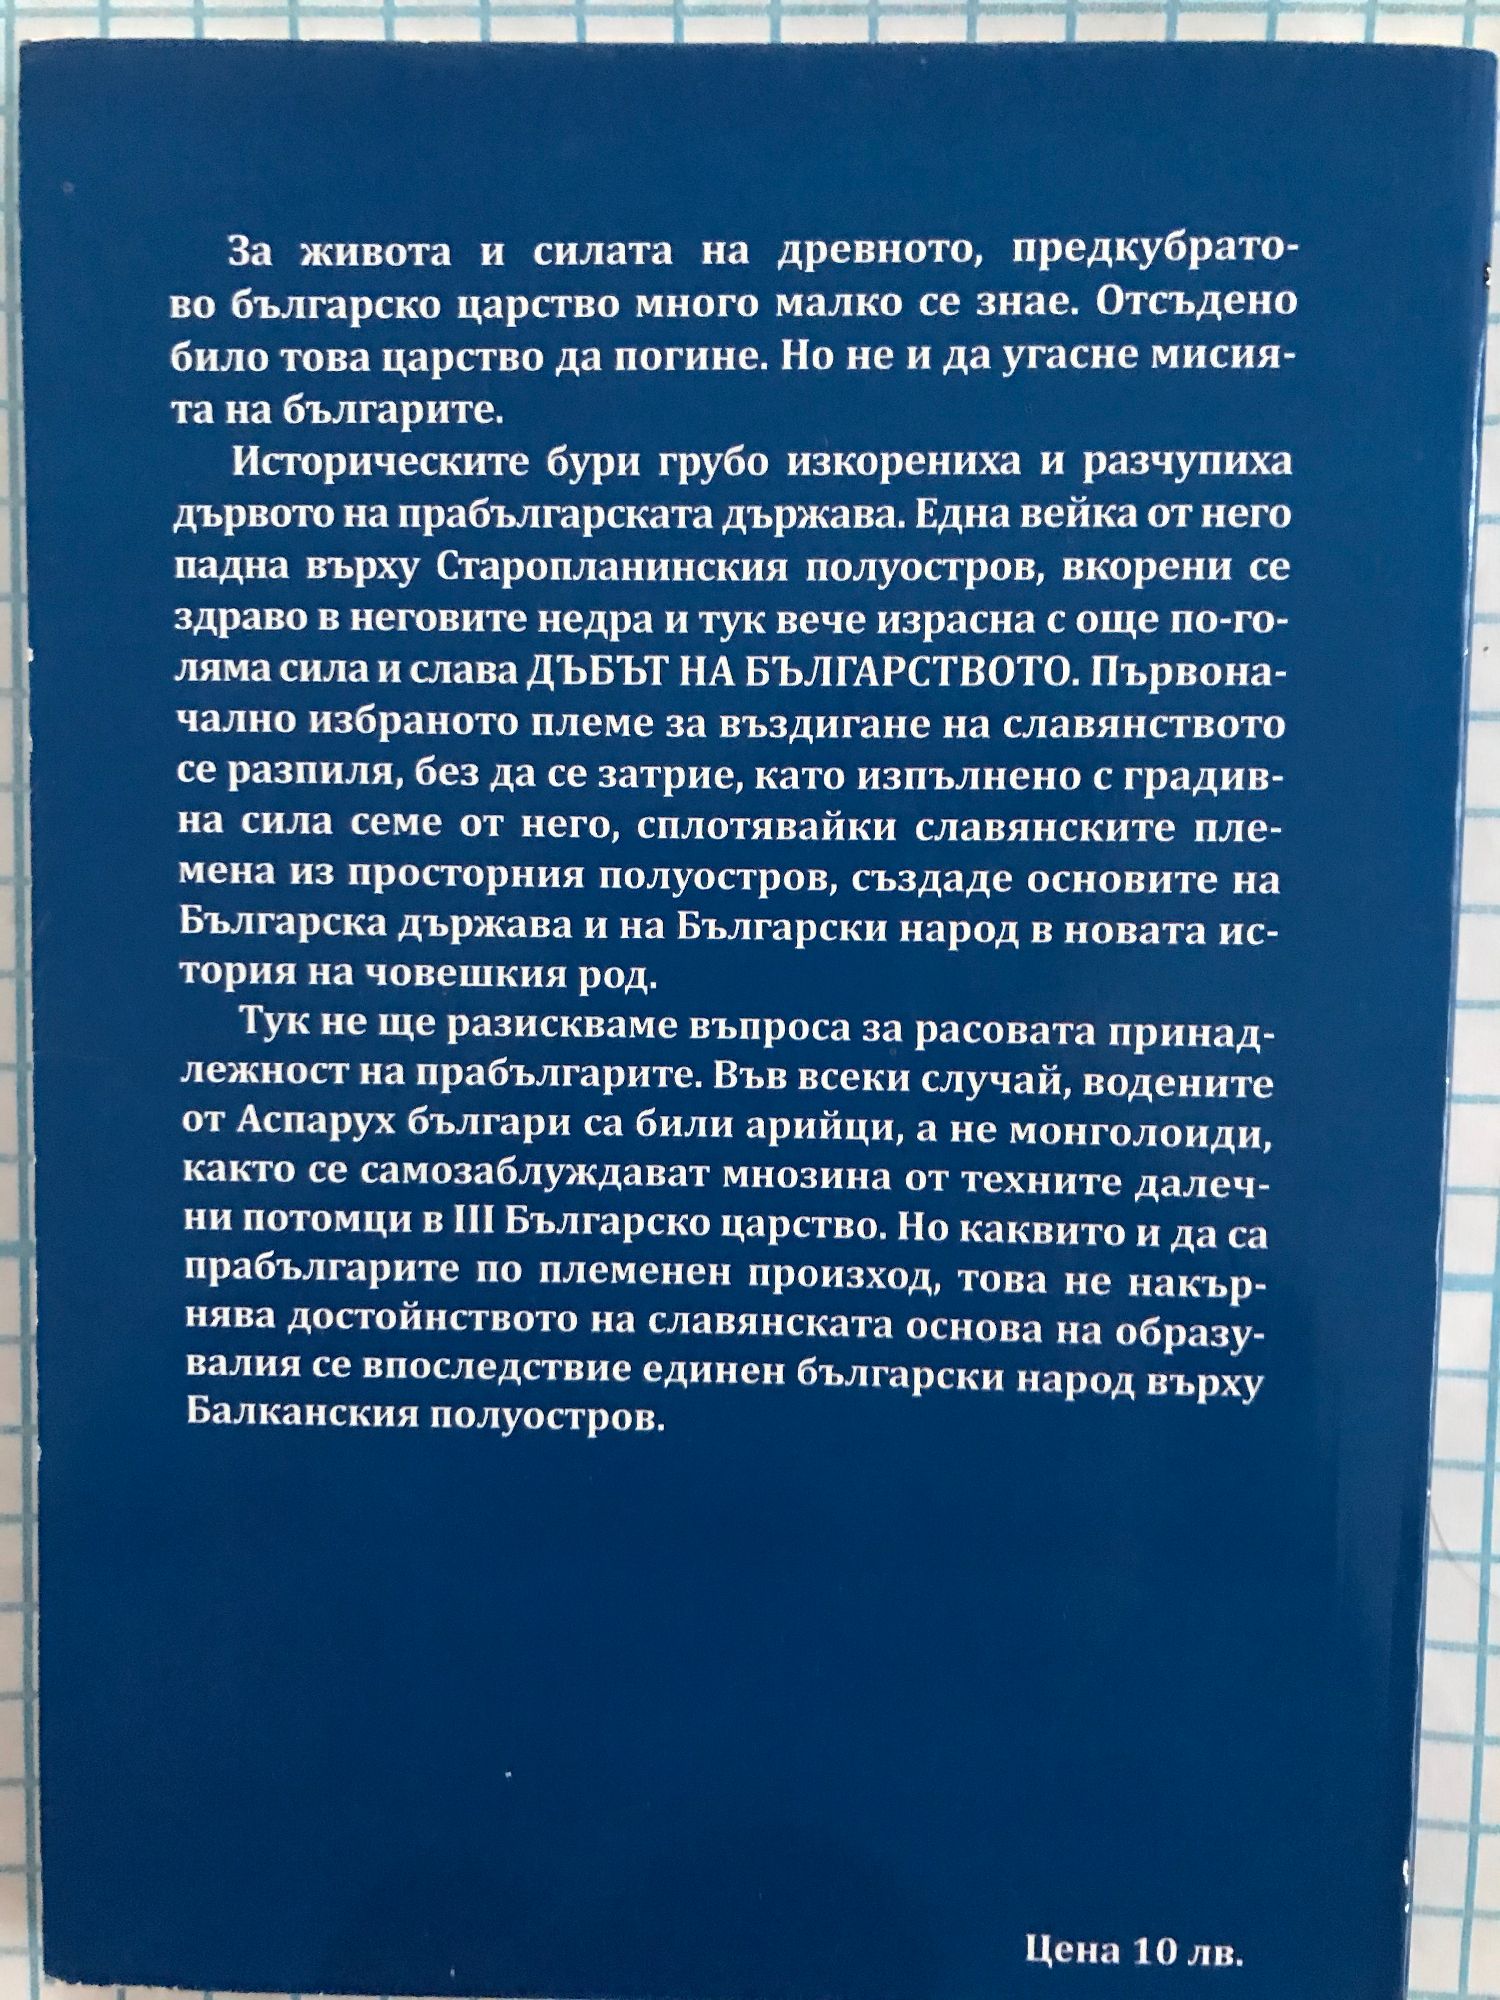 За живота и силата на древното, предкубрато-
во българско царство много малко се знае. Отсъдено
било това царство да погине. Но не и да угасне мисия-
та на българите.
Историческите бури грубо изкорениха и разчупиха
дървото на прабългарската държава. Една вейка от него
падна върху Старопланинския полуостров, вкорени се
здраво в неговите недра и тук вече израсна с още по-го-
ляма сила и слава ДЪБЪТ НА БЪЛГАРСТВОТО. Първона-
чално избраното племе за въздигане на славянството
се разпиля, без да се затрие, като изпълнено с градив-
на сила семе от него, сплотявайки славянските пле-
мена из просторния полуостров, създаде основите на
Българска държава и на Български народ в новата ис-
тория на човешкия род.
Тук не ще разискваме въпроса за расовата принад-
лежност на прабългарите. Във всеки случай, водените
от Аспарух българи са били арийци, а не монголоиди,
както се самозаблуждават мнозина от техните далеч-
ни потомци в III Българско царство. Но каквито и да са
прабългарите по племенен произход, това не накър-
нява достойнството на славянската основа на образу-
валия се впоследствие единен български народ върху
Балканския полуостров.
Цена 10 лв.